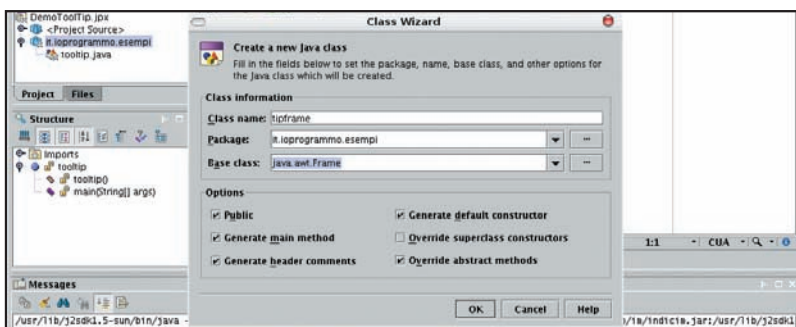 DemoToolTip.jpx
<Project Source>
it.ioprogrammo.esempi
tooltip.java
Project Files
Structure
Imports
tooltip
tooltip()
main(String[] args)
Messages
/usr/lib/j2sdk1.5-sun/bin/java -
Class Wizard
Create a new Java class
Fill in the fields below to set the package, name, base class, and other options for
the Java class which will be created.
Class information
Class name: tipframe
Package: it.ioprogrammo.esempi
Base class: java.awt.Frame
Options
Public
Generate default constructor
Generate main method
Override superclass constructors
Generate header comments
Override abstract methods
OK Cancel Help
1:1 CUA
/im/indicim.jar:/usr/lib/j2sdk1